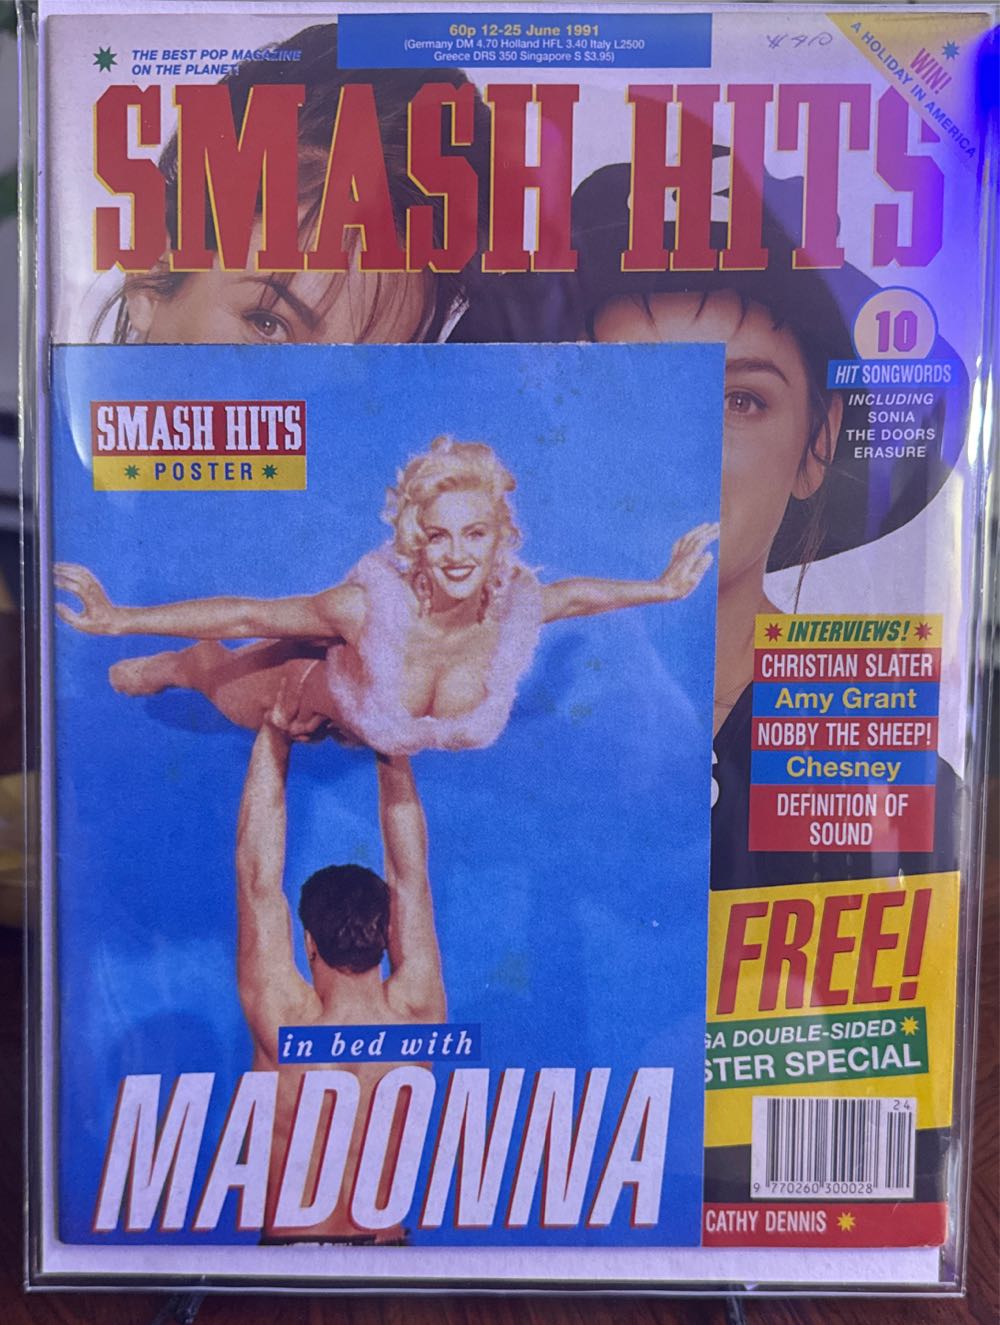 60p 12-25 June 1991
(Germany DM 4.70 Holland HFL 3.40 Italy L2500
Greece DRS 350 Singapore S $3.95)
THE BEST POP MAGAZINE
ON THE PLANET!
WIN!
A HOLIDAY IN AMERICA
SMASH HITS
10
HIT SONGWORDS
INCLUDING
SONIA
THE DOORS
ERASURE
SMASH HITS
POSTER
INTERVIEWS!
CHRISTIAN SLATER
Amy Grant
NOBBY THE SHEEP!
Chesney
DEFINITION OF
SOUND
FREE!
GA DOUBLE-SIDED
STER SPECIAL
in bed with
MADONNA
24
9 770260 300028
CATHY DENNIS